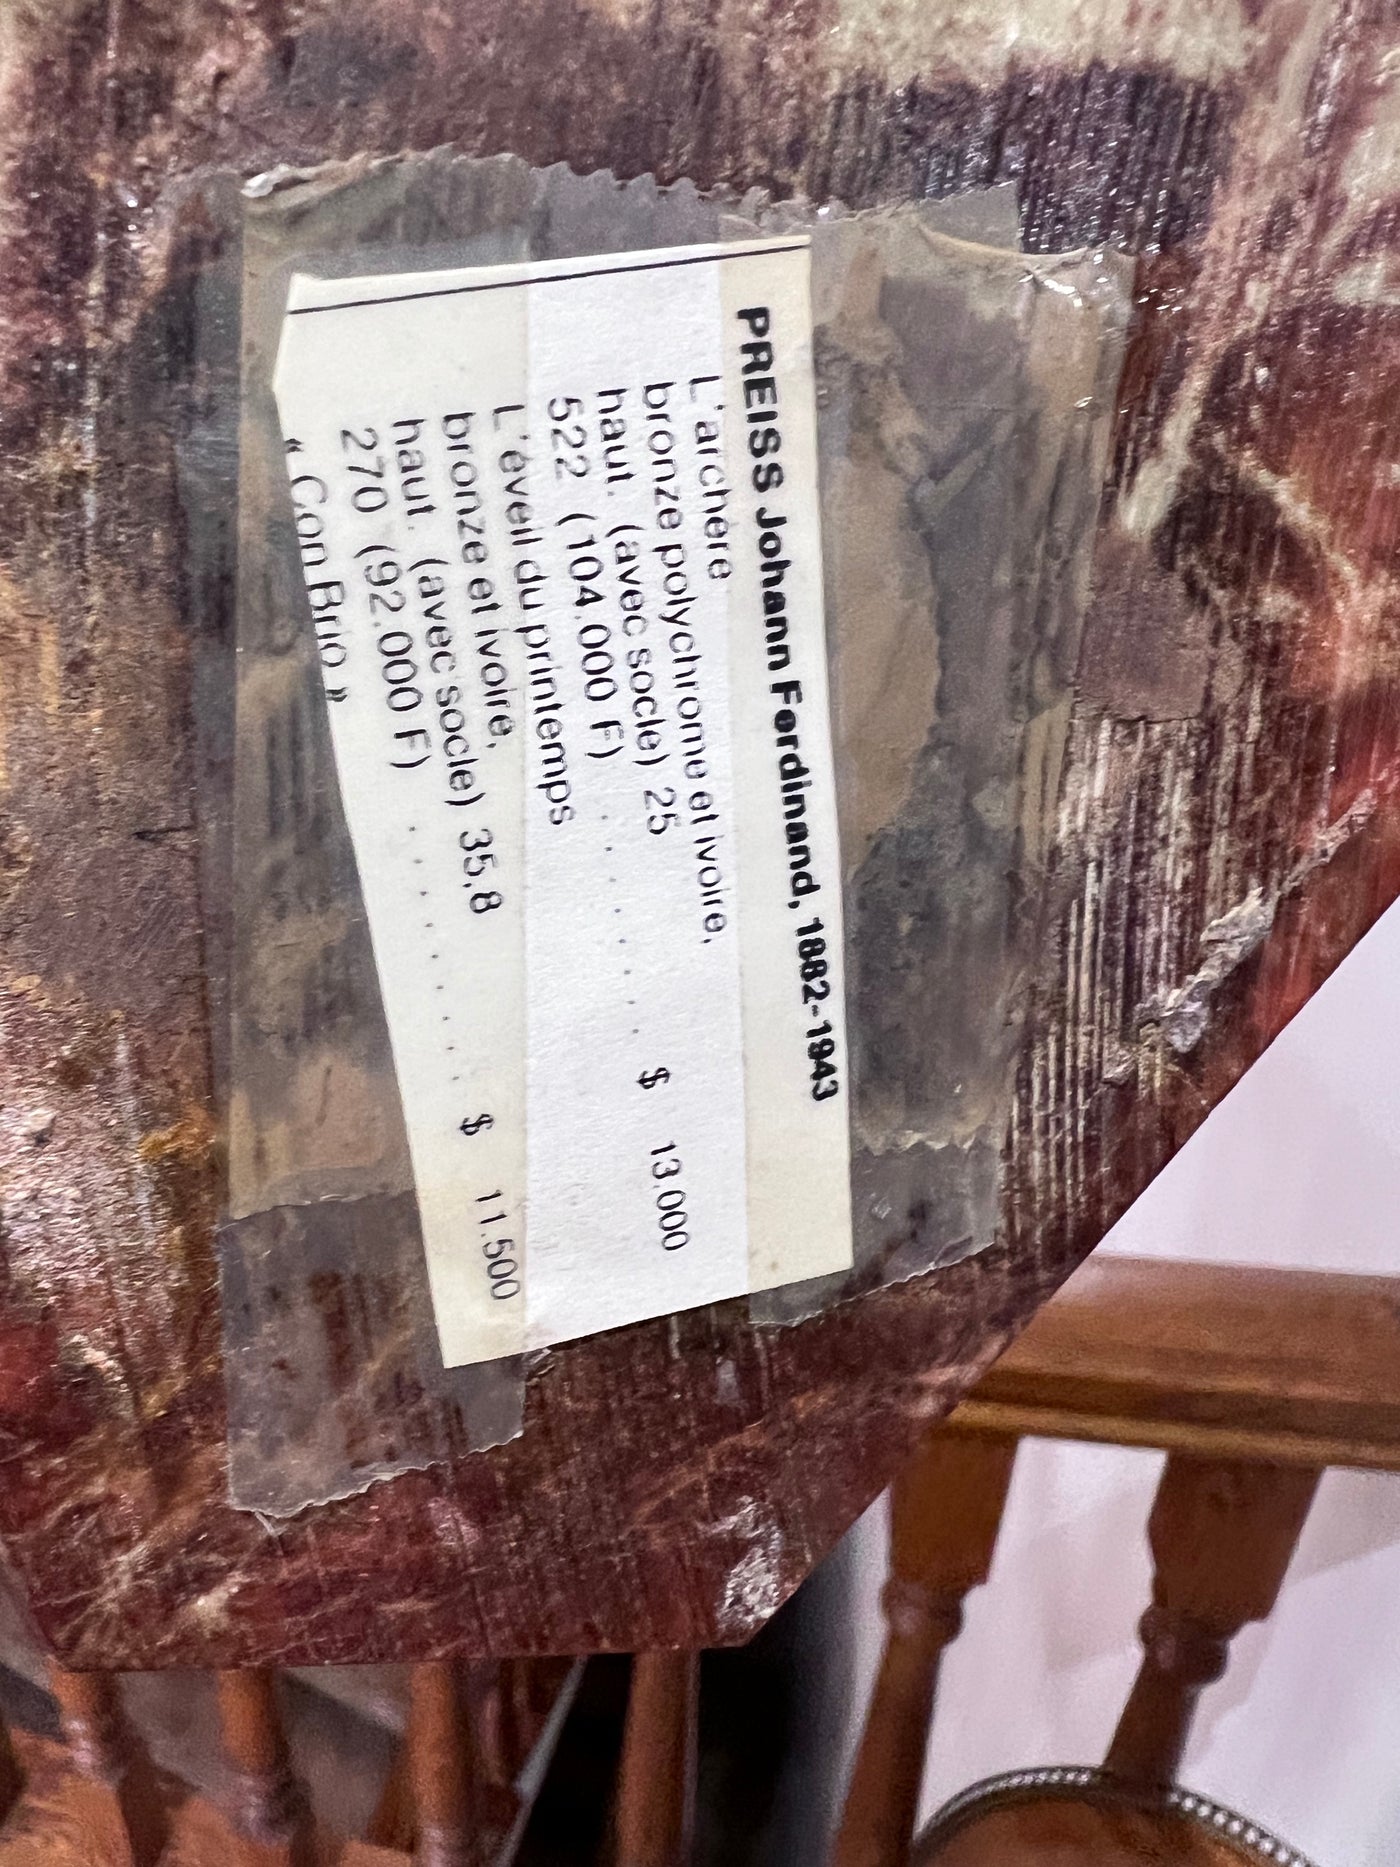 PREISS Johann Ferdinand, 1882-1943
L'archère
bronze polychrome et ivoire,
haut. (avec socle) 25
522 (104.000 F) . . . . . . $ 13.000
L'éveil du printemps
bronze et ivoire,
haut. (avec socle) 35,8
270 (92.000 F) . . . . . . . $ 11.500
« Con Brio »